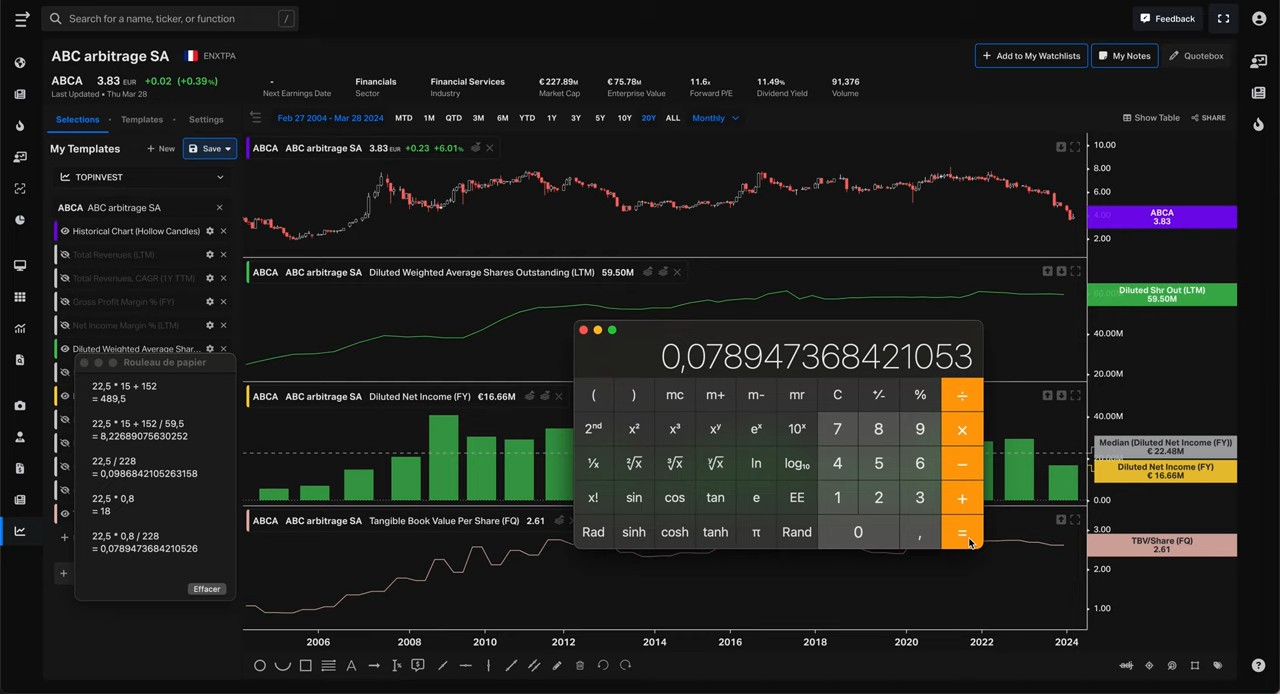 Search for a name, ticker, or function
/
Feedback
ABC arbitrage SA
ENXTPA
Add to My Watchlists
My Notes
Quotebox
ABCA 3.83 EUR +0.02 (+0.39%)
Last Updated • Thu Mar 28
-
Next Earnings Date
Financials
Sector
Financial Services
Industry
€227.89M
Market Cap
€75.78M
Enterprise Value
11.6x
Forward P/E
11.49%
Dividend Yield
91,376
Volume
Selections
Templates
Settings
Feb 27 2004 - Mar 28 2024 MTD 1M QTD 3M 6M YTD 1Y 3Y 5Y 10Y 20Y ALL Monthly
Show Table
SHARE
My Templates
+ New
Save
TOPINVEST
ABCA ABC arbitrage SA
Historical Chart (Hollow Candles)
Total Revenues (LTM)
Total Revenues, CAGR (1Y TTM)
Gross Profit Margin % (FY)
Net Income Margin % (LTM)
Diluted Weighted Average Shar...
Rouleau de papier
22,5 * 15 + 152
= 489,5
22,5 * 15 + 152 / 59,5
= 8,22689075630252
22,5 / 228
= 0,0986842105263158
22,5 * 0,8
= 18
22,5 * 0,8 / 228
= 0,0789473684210526
Effacer
ABCA ABC arbitrage SA 3.83 EUR +0.23 +6.01%
10.00
8.00
6.00
4.00
2.00
ABCA
3.83
ABCA ABC arbitrage SA Diluted Weighted Average Shares Outstanding (LTM) 59.50M
Diluted Shr Out (LTM)
59.50M
40.00M
20.00M
ABCA ABC arbitrage SA Diluted Net Income (FY) €16.66M
40.00M
Median (Diluted Net Income (FY))
€ 22.48M
Diluted Net Income (FY)
€ 16.66M
0.00
ABCA ABC arbitrage SA Tangible Book Value Per Share (FQ) 2.61
3.00
TBV/Share (FQ)
2.61
2.00
1.00
0,078947368421053
( ) mc m+ m- mr C +∕- % ÷
2nd x² x³ xʸ eˣ 10ˣ 7 8 9 ×
¹∕x ²√x ³√x ʸ√x ln log₁₀ 4 5 6 −
x! sin cos tan e EE 1 2 3 +
Rad sinh cosh tanh π Rand 0 , =
2006 2008 2010 2012 2014 2016 2018 2020 2022 2024